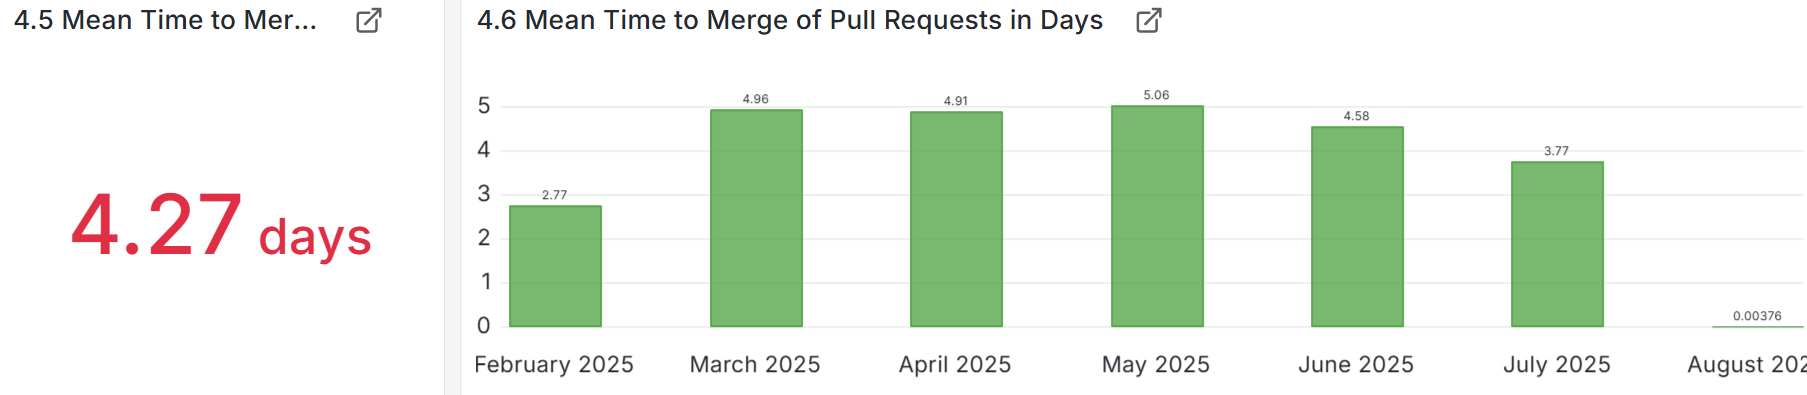 4.5 Mean Time to Mer...
4.27 days
4.6 Mean Time to Merge of Pull Requests in Days
5
4
3
2
1
0
2.77
4.96
4.91
5.06
4.58
3.77
0.00376
February 2025
March 2025
April 2025
May 2025
June 2025
July 2025
August 202